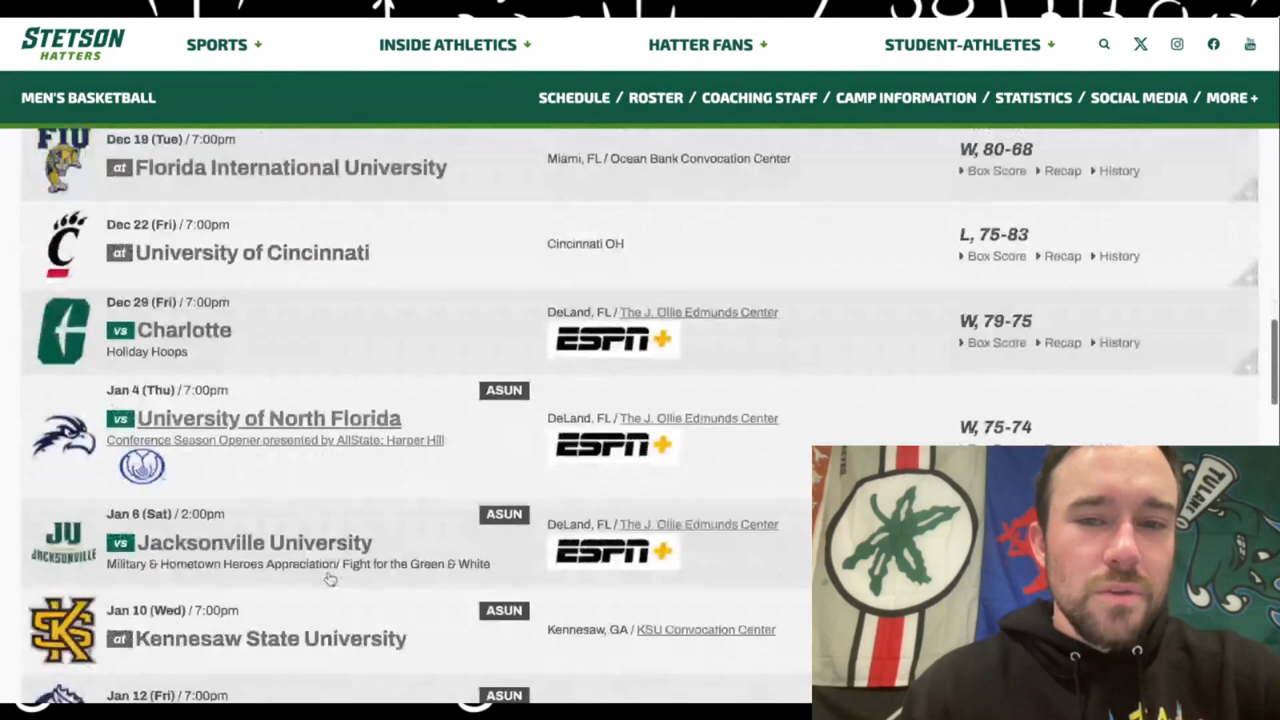 STETSON
HATTERS
SPORTS +
INSIDE ATHLETICS +
HATTER FANS +
STUDENT-ATHLETES +
MEN'S BASKETBALL
SCHEDULE / ROSTER / COACHING STAFF / CAMP INFORMATION / STATISTICS / SOCIAL MEDIA / MORE +
FIU
Dec 19 (Tue) / 7:00pm
at Florida International University
Miami, FL / Ocean Bank Convocation Center
W, 80-68
Box Score Recap History
Dec 22 (Fri) / 7:00pm
at University of Cincinnati
Cincinnati OH
L, 75-83
Box Score Recap History
Dec 29 (Fri) / 7:00pm
vs Charlotte
Holiday Hoops
DeLand, FL / The J. Ollie Edmunds Center
ESPN+
W, 79-75
Box Score Recap History
Jan 4 (Thu) / 7:00pm
ASUN
vs University of North Florida
Conference Season Opener presented by AllState: Harper Hill
DeLand, FL / The J. Ollie Edmunds Center
ESPN+
W, 75-74
JU
JACKSONVILLE
Jan 6 (Sat) / 2:00pm
ASUN
vs Jacksonville University
Military & Hometown Heroes Appreciation/ Fight for the Green & White
DeLand, FL / The J. Ollie Edmunds Center
ESPN+
KS
Jan 10 (Wed) / 7:00pm
ASUN
at Kennesaw State University
Kennesaw, GA / KSU Convocation Center
Jan 12 (Fri) / 7:00pm
ASUN
TULANE